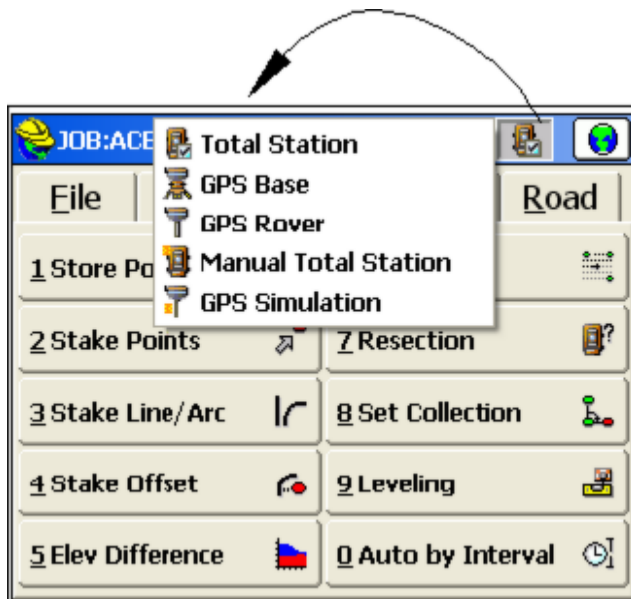 JOB:ACE
Total Station
GPS Base
GPS Rover
Manual Total Station
GPS Simulation
File
Road
1 Store Po
2 Stake Points
7 Resection
3 Stake Line/Arc
8 Set Collection
4 Stake Offset
9 Leveling
5 Elev Difference
0 Auto by Interval